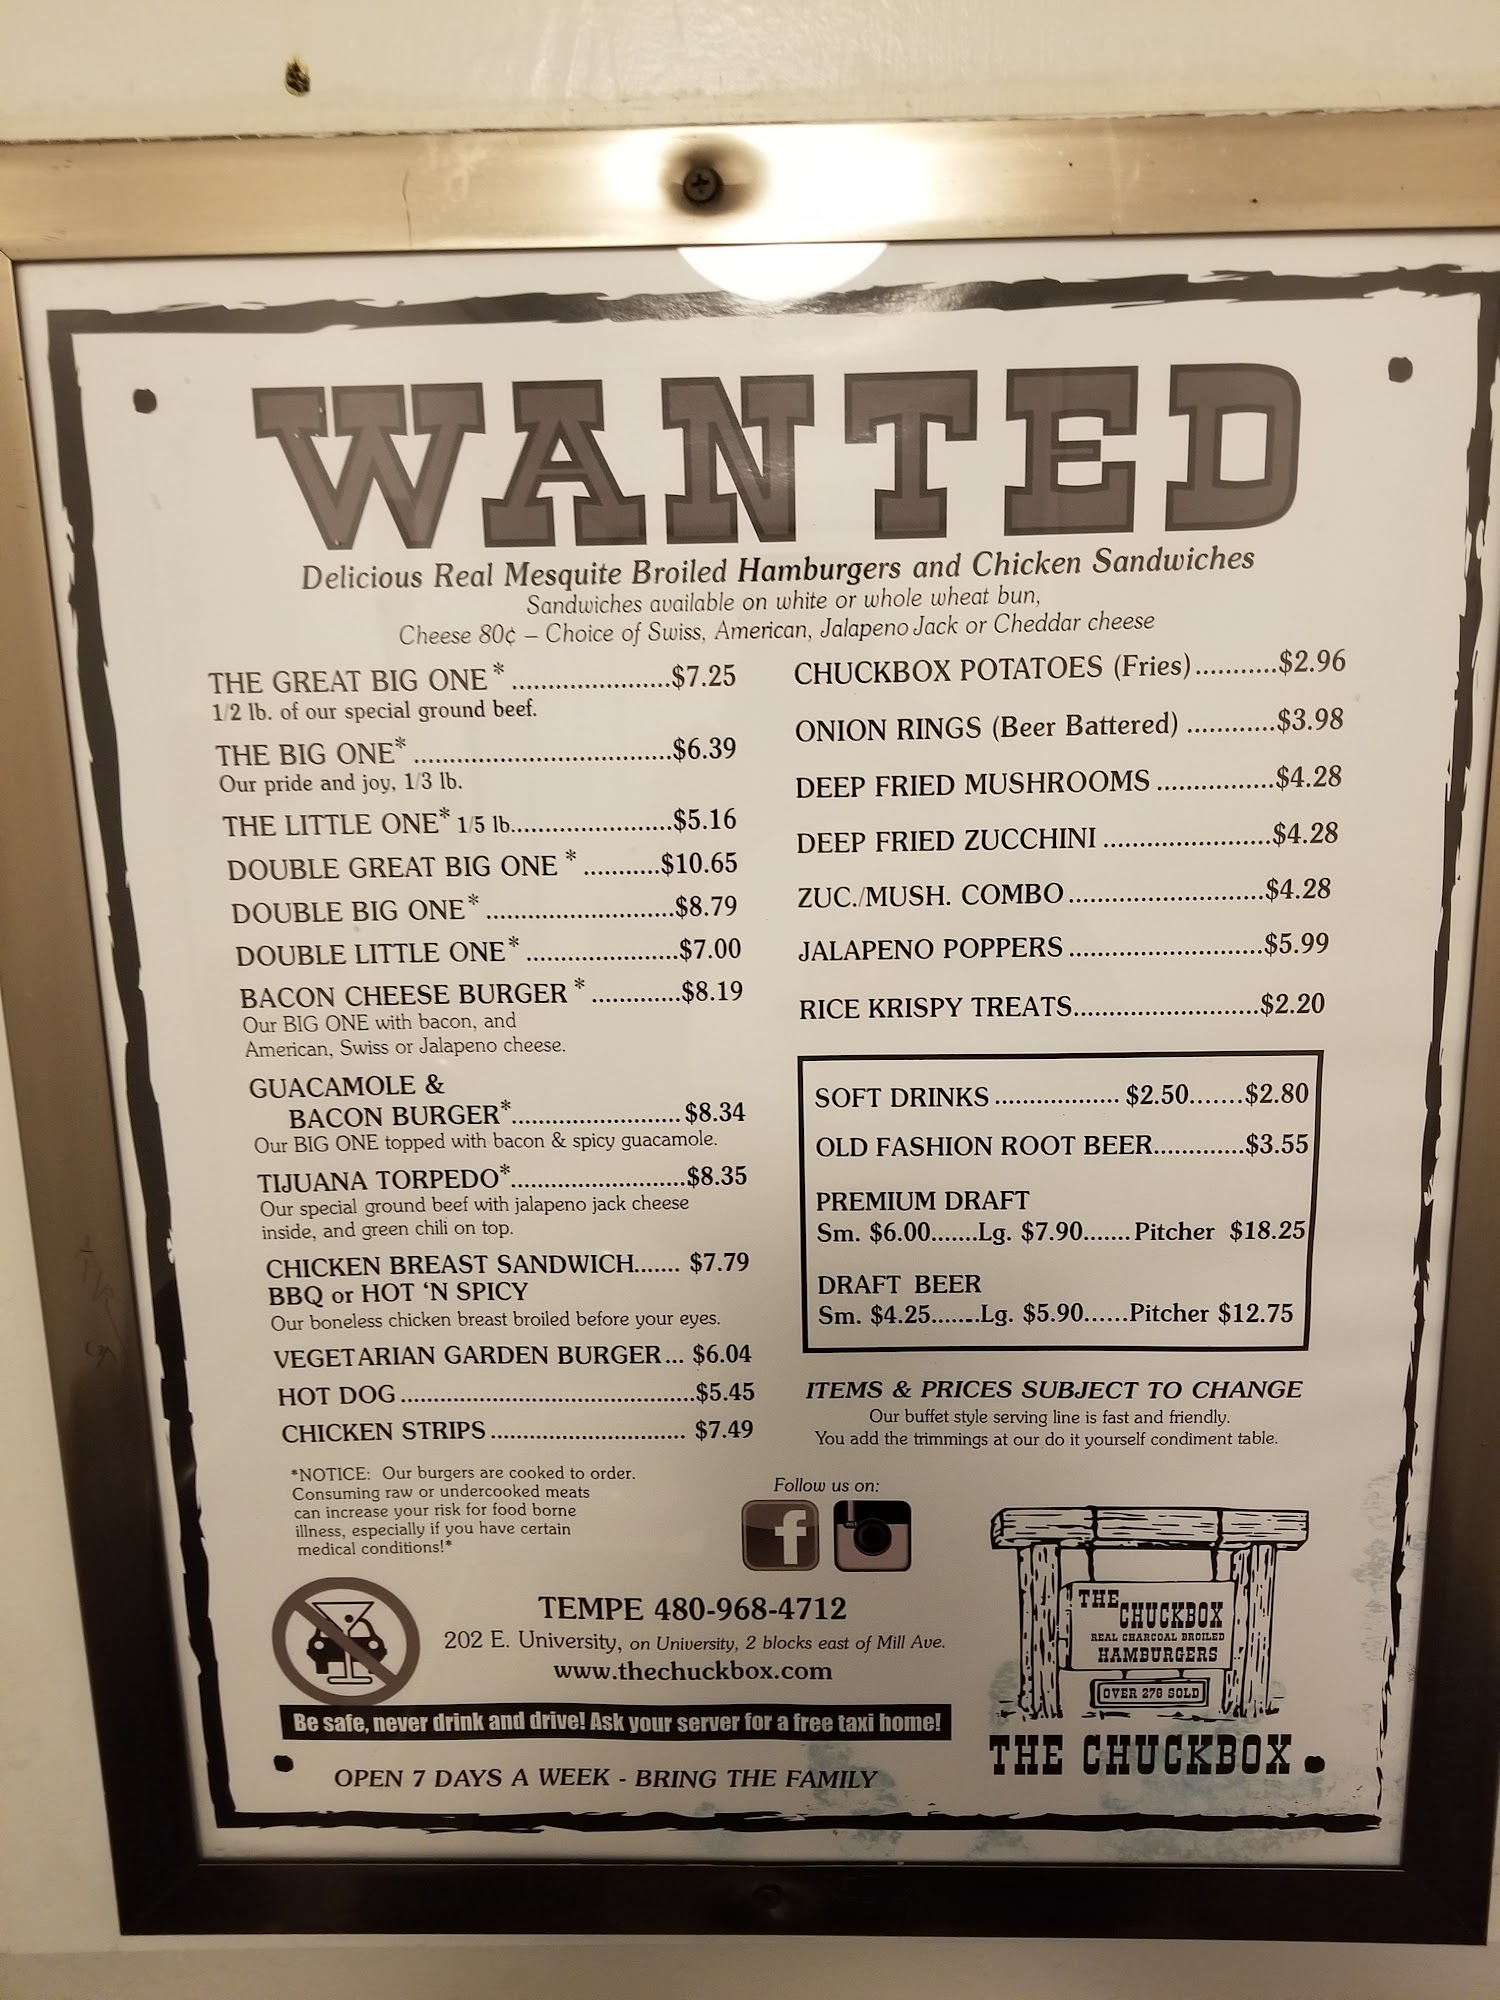 WANTED
Delicious Real Mesquite Broiled Hamburgers and Chicken Sandwiches
Sandwiches available on white or whole wheat bun,
Cheese 80¢ – Choice of Swiss, American, Jalapeno Jack or Cheddar cheese
THE GREAT BIG ONE* ......................$7.25
1/2 lb. of our special ground beef.
THE BIG ONE* ....................................$6.39
Our pride and joy, 1/3 lb.
THE LITTLE ONE* 1/5 lb.......................$5.16
DOUBLE GREAT BIG ONE * ...........$10.65
DOUBLE BIG ONE* ..........................$8.79
DOUBLE LITTLE ONE* .....................$7.00
BACON CHEESE BURGER * .............$8.19
Our BIG ONE with bacon, and
American, Swiss or Jalapeno cheese.
GUACAMOLE &
BACON BURGER*........................$8.34
Our BIG ONE topped with bacon & spicy guacamole.
TIJUANA TORPEDO*.........................$8.35
Our special ground beef with jalapeno jack cheese
inside, and green chili on top.
CHICKEN BREAST SANDWICH....... $7.79
BBQ or HOT ‘N SPICY
Our boneless chicken breast broiled before your eyes.
VEGETARIAN GARDEN BURGER... $6.04
HOT DOG.........................................$5.45
CHICKEN STRIPS............................ $7.49
*NOTICE: Our burgers are cooked to order.
Consuming raw or undercooked meats
can increase your risk for food borne
illness, especially if you have certain
medical conditions!*
CHUCKBOX POTATOES (Fries)...........$2.96
ONION RINGS (Beer Battered) ............$3.98
DEEP FRIED MUSHROOMS ................$4.28
DEEP FRIED ZUCCHINI .......................$4.28
ZUC./MUSH. COMBO...........................$4.28
JALAPENO POPPERS...........................$5.99
RICE KRISPY TREATS..........................$2.20
SOFT DRINKS .................. $2.50.......$2.80
OLD FASHION ROOT BEER.............$3.55
PREMIUM DRAFT
Sm. $6.00.......Lg. $7.90....... Pitcher $18.25
DRAFT BEER
Sm. $4.25.......Lg. $5.90......Pitcher $12.75
ITEMS & PRICES SUBJECT TO CHANGE
Our buffet style serving line is fast and friendly.
You add the trimmings at our do it yourself condiment table.
Follow us on:
f
THE
CHUCKBOX
REAL CHARCOAL BROILED
HAMBURGERS
OVER 276 SOLD
THE CHUCKBOX
TEMPE 480-968-4712
202 E. University, on University, 2 blocks east of Mill Ave.
www.thechuckbox.com
Be safe, never drink and drive! Ask your server for a free taxi home!
OPEN 7 DAYS A WEEK - BRING THE FAMILY